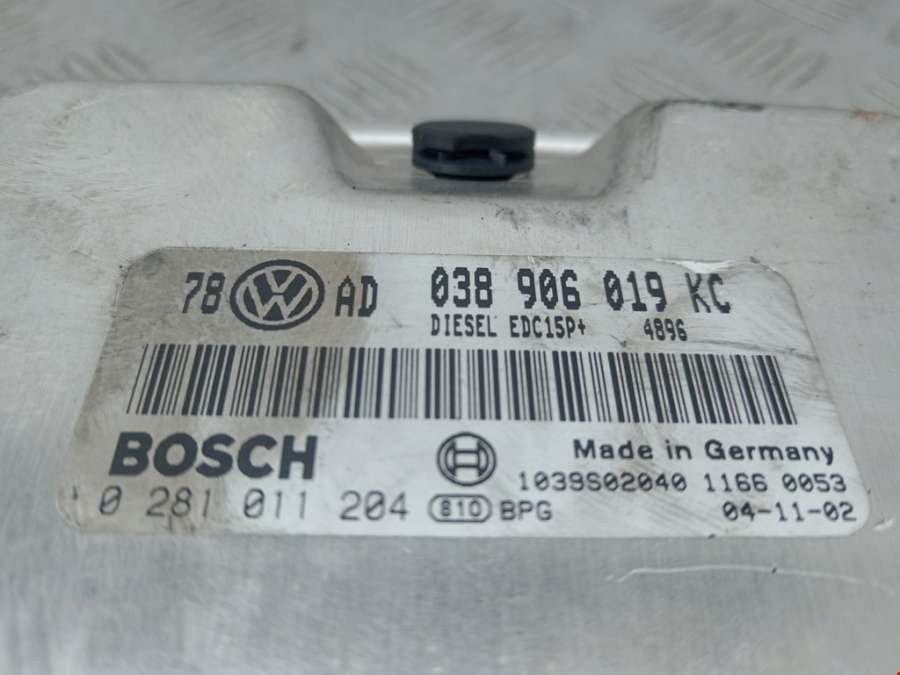 78 VW AD 038 906 019 KC
DIESEL EDC15P+ 4896
BOSCH
Made in Germany
1039S02040 1166 0053
0 281 011 204 810 BPG 04-11-02